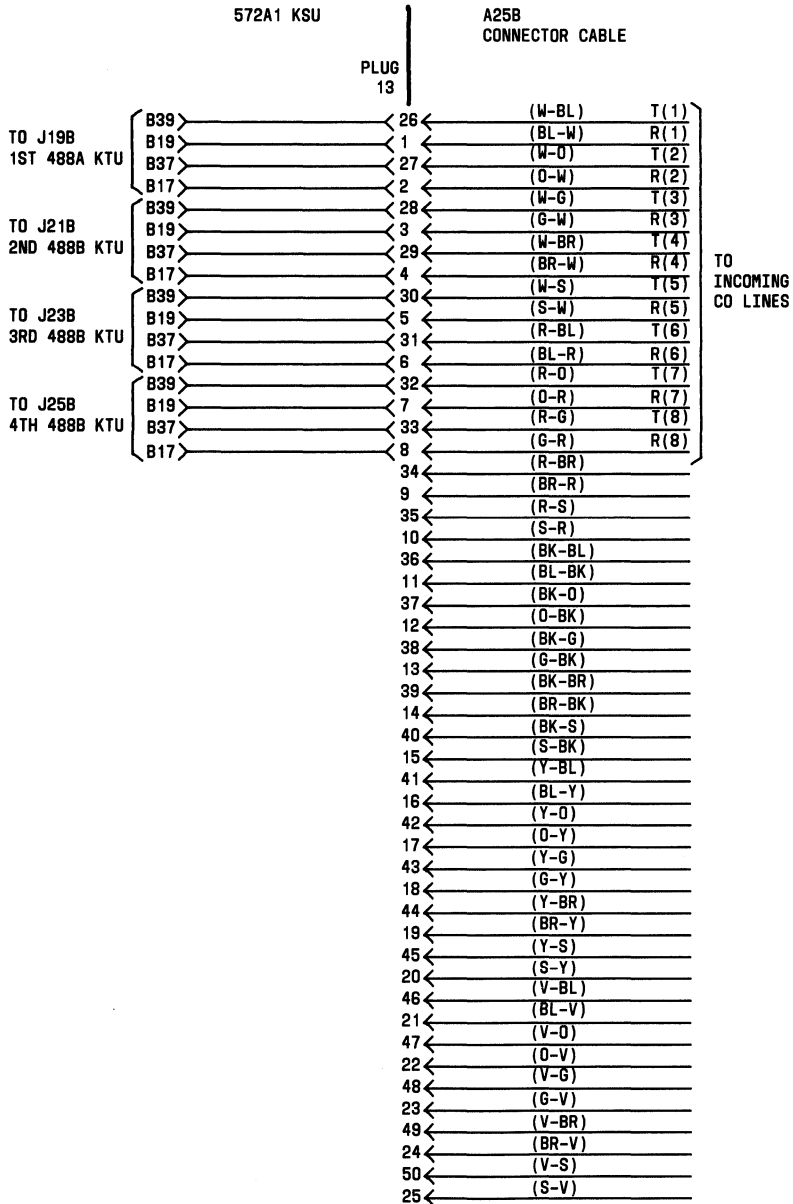 572A1 KSU
A25B
CONNECTOR CABLE
PLUG
13
TO J19B
1ST 488A KTU
B39 26 (W-BL) T(1)
B19 1 (BL-W) R(1)
B37 27 (W-O) T(2)
B17 2 (O-W) R(2)
TO J21B
2ND 488B KTU
B39 28 (W-G) T(3)
B19 3 (G-W) R(3)
B37 29 (W-BR) T(4)
B17 4 (BR-W) R(4)
TO
INCOMING
CO LINES
TO J23B
3RD 488B KTU
B39 30 (W-S) T(5)
B19 5 (S-W) R(5)
B37 31 (R-BL) T(6)
B17 6 (BL-R) R(6)
TO J25B
4TH 488B KTU
B39 32 (R-O) T(7)
B19 7 (O-R) R(7)
B37 33 (R-G) T(8)
B17 8 (G-R) R(8)
34 (R-BR)
9 (BR-R)
35 (R-S)
10 (S-R)
36 (BK-BL)
11 (BL-BK)
37 (BK-O)
12 (O-BK)
38 (BK-G)
13 (G-BK)
39 (BK-BR)
14 (BR-BK)
40 (BK-S)
15 (S-BK)
41 (Y-BL)
16 (BL-Y)
42 (Y-O)
17 (O-Y)
43 (Y-G)
18 (G-Y)
44 (Y-BR)
19 (BR-Y)
45 (Y-S)
20 (S-Y)
46 (V-BL)
21 (BL-V)
47 (V-O)
22 (O-V)
48 (V-G)
23 (G-V)
49 (V-BR)
24 (BR-V)
50 (V-S)
25 (S-V)